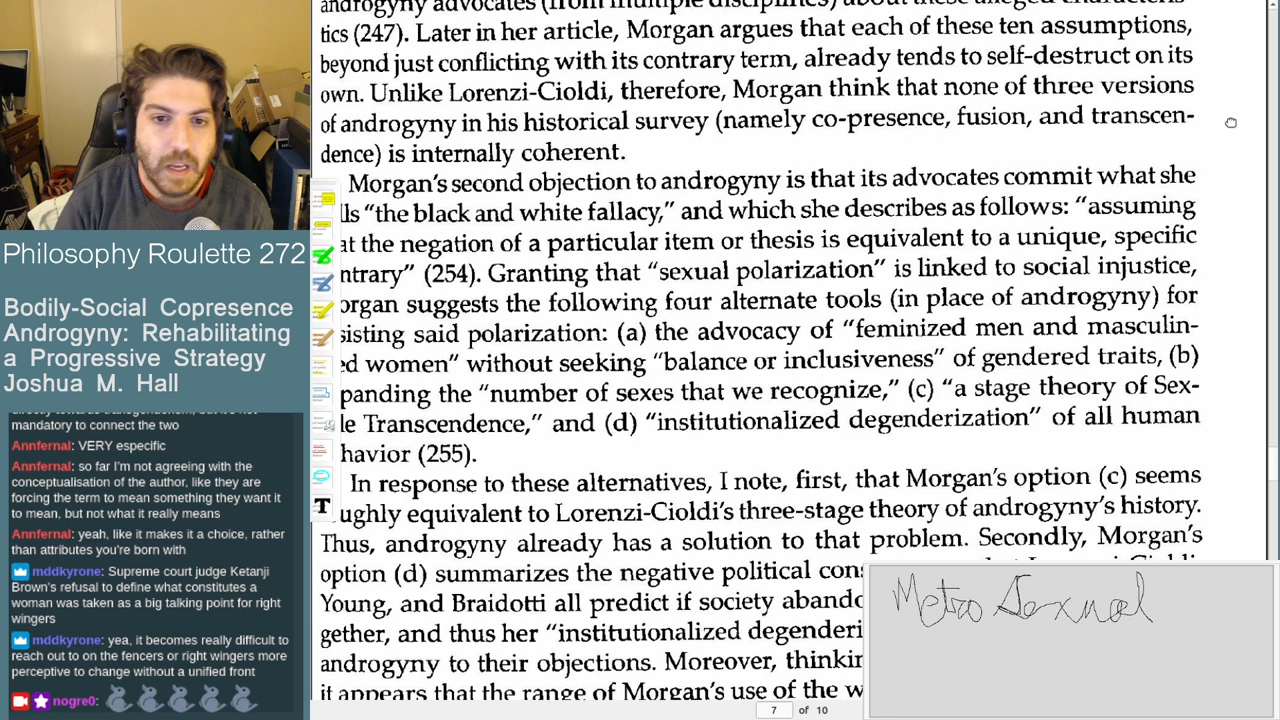 androgyny advocates (from multiple disciplines) about these alleged characteris-
tics (247). Later in her article, Morgan argues that each of these ten assumptions,
beyond just conflicting with its contrary term, already tends to self-destruct on its
own. Unlike Lorenzi-Cioldi, therefore, Morgan think that none of three versions
of androgyny in his historical survey (namely co-presence, fusion, and transcen-
dence) is internally coherent.
Morgan's second objection to androgyny is that its advocates commit what she
lls "the black and white fallacy," and which she describes as follows: "assuming
at the negation of a particular item or thesis is equivalent to a unique, specific
ntrary" (254). Granting that "sexual polarization" is linked to social injustice,
organ suggests the following four alternate tools (in place of androgyny) for
sisting said polarization: (a) the advocacy of "feminized men and masculin-
ed women" without seeking "balance or inclusiveness" of gendered traits, (b)
panding the "number of sexes that we recognize," (c) "a stage theory of Sex-
le Transcendence," and (d) "institutionalized degenderization" of all human
havior (255).
In response to these alternatives, I note, first, that Morgan's option (c) seems
ughly equivalent to Lorenzi-Cioldi's three-stage theory of androgyny's history.
Thus, androgyny already has a solution to that problem. Secondly, Morgan's
option (d) summarizes the negative political con
Young, and Braidotti all predict if society abando
gether, and thus her "institutionalized degenderi
androgyny to their objections. Moreover, thinkin
it appears that the range of Morgan's use of the w
7 of 10
T
Metro Sexual
Philosophy Roulette 272
Bodily-Social Copresence
Androgyny: Rehabilitating
a Progressive Strategy
Joshua M. Hall
mandatory to connect the two
Annfernal: VERY especific
Annfernal: so far I'm not agreeing with the
conceptualisation of the author, like they are
forcing the term to mean something they want it
to mean, but not what it really means
Annfernal: yeah, like it makes it a choice, rather
than attributes you're born with
mddkyrone: Supreme court judge Ketanji
Brown's refusal to define what constitutes a
woman was taken as a big talking point for right
wingers
mddkyrone: yea, it becomes really difficult to
reach out to on the fencers or right wingers more
perceptive to change without a unified front
nogre0: